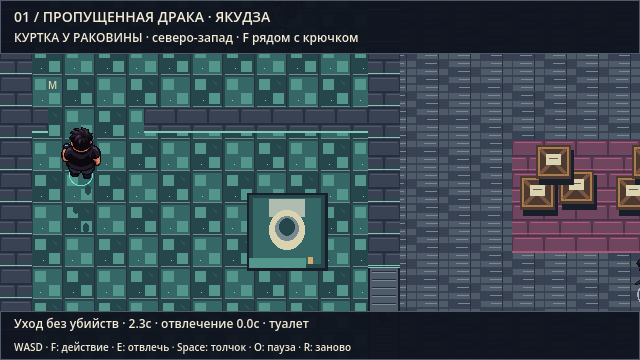 01 / ПРОПУЩЕННАЯ ДРАКА · ЯКУДЗА
КУРТКА У РАКОВИНЫ · северо-запад · F рядом с крючком
М
Уход без убийств · 2.3с · отвлечение 0.0с · туалет
WASD · F: действие · E: отвлечь · Space: толчок · O: пауза · R: заново